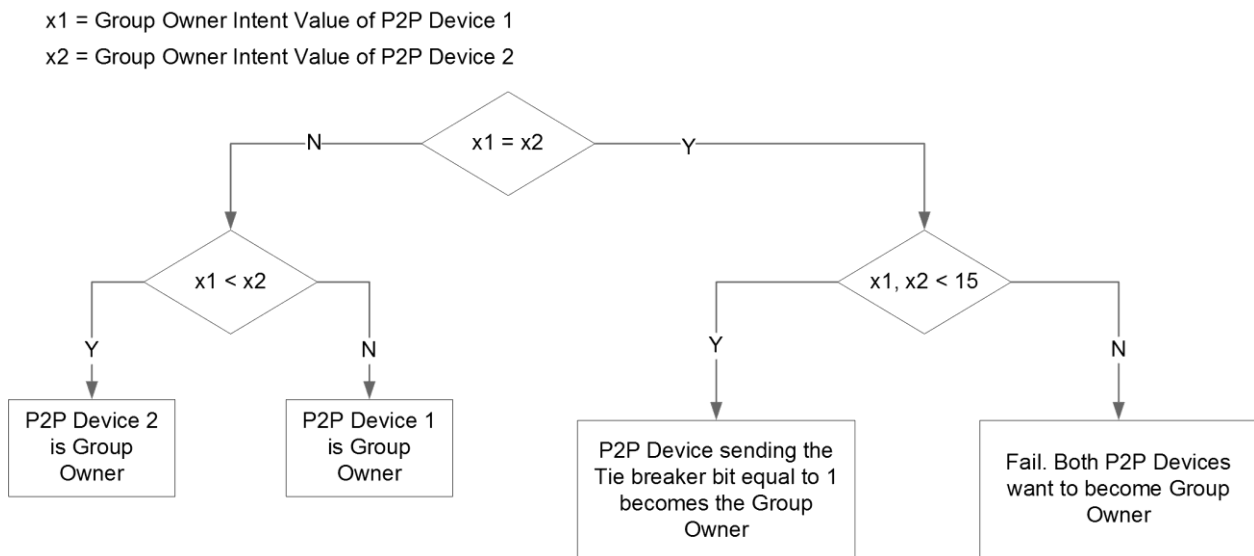 x1 = Group Owner Intent Value of P2P Device 1
x2 = Group Owner Intent Value of P2P Device 2
x1 = x2
N
Y
x1 < x2
x1, x2 < 15
Y
N
Y
N
P2P Device 2
is Group
Owner
P2P Device 1
is Group
Owner
P2P Device sending the
Tie breaker bit equal to 1
becomes the Group
Owner
Fail. Both P2P Devices
want to become Group
Owner